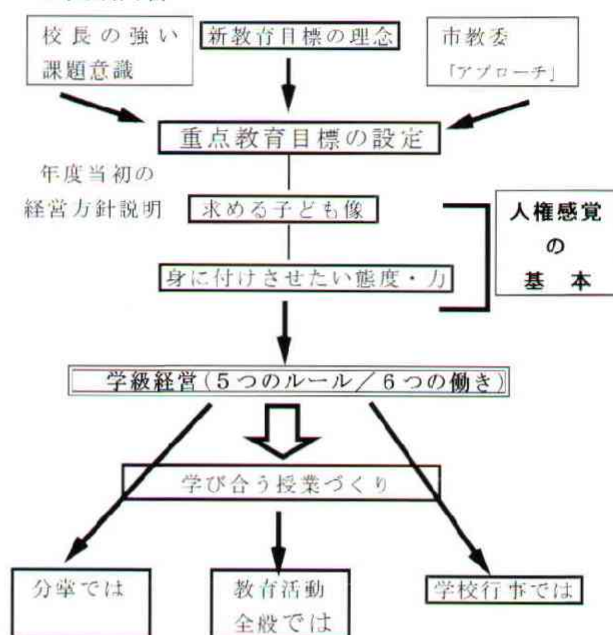 校長の強い
課題意識
新教育目標の理念
市教委
「アプローチ」
重点教育目標の設定
年度当初の
経営方針説明
求める子ども像
人権感覚
の
基 本
身に付けさせたい態度・力
学級経営(5つのルール/6つの働き)
学び合う授業づくり
分掌では
教育活動
全般では
学校行事では